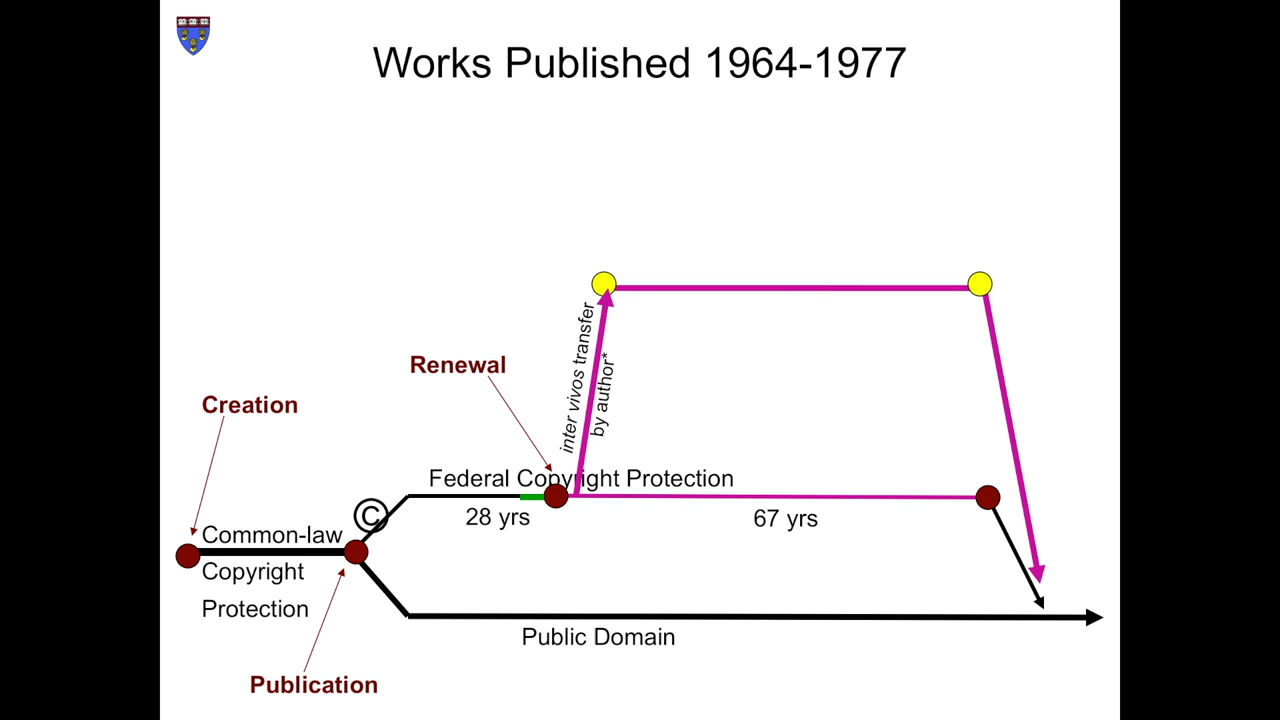 Works Published 1964-1977
inter vivos transfer
by author*
Renewal
Creation
Federal Copyright Protection
©
28 yrs
67 yrs
Common-law
Copyright
Protection
Public Domain
Publication